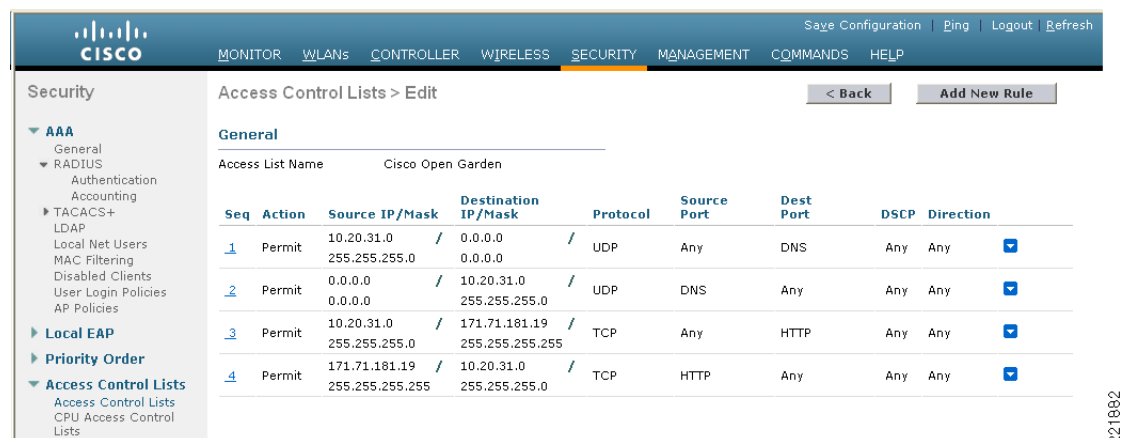 Save Configuration | Ping | Logout | Refresh
CISCO
MONITOR WLANs CONTROLLER WIRELESS SECURITY MANAGEMENT COMMANDS HELP
Security
AAA
General
RADIUS
Authentication
Accounting
TACACS+
LDAP
Local Net Users
MAC Filtering
Disabled Clients
User Login Policies
AP Policies
Local EAP
Priority Order
Access Control Lists
Access Control Lists
CPU Access Control
Lists
Access Control Lists > Edit
< Back
Add New Rule
General
Access List Name Cisco Open Garden
Seq Action Source IP/Mask Destination IP/Mask Protocol Source Port Dest Port DSCP Direction
1 Permit 10.20.31.0 / 0.0.0.0 / UDP Any DNS Any Any
255.255.255.0 0.0.0.0
2 Permit 0.0.0.0 / 10.20.31.0 / UDP DNS Any Any Any
0.0.0.0 255.255.255.0
3 Permit 10.20.31.0 / 171.71.181.19 / TCP Any HTTP Any Any
255.255.255.0 255.255.255.255
4 Permit 171.71.181.19 / 10.20.31.0 / TCP HTTP Any Any Any
255.255.255.255 255.255.255.0
221882